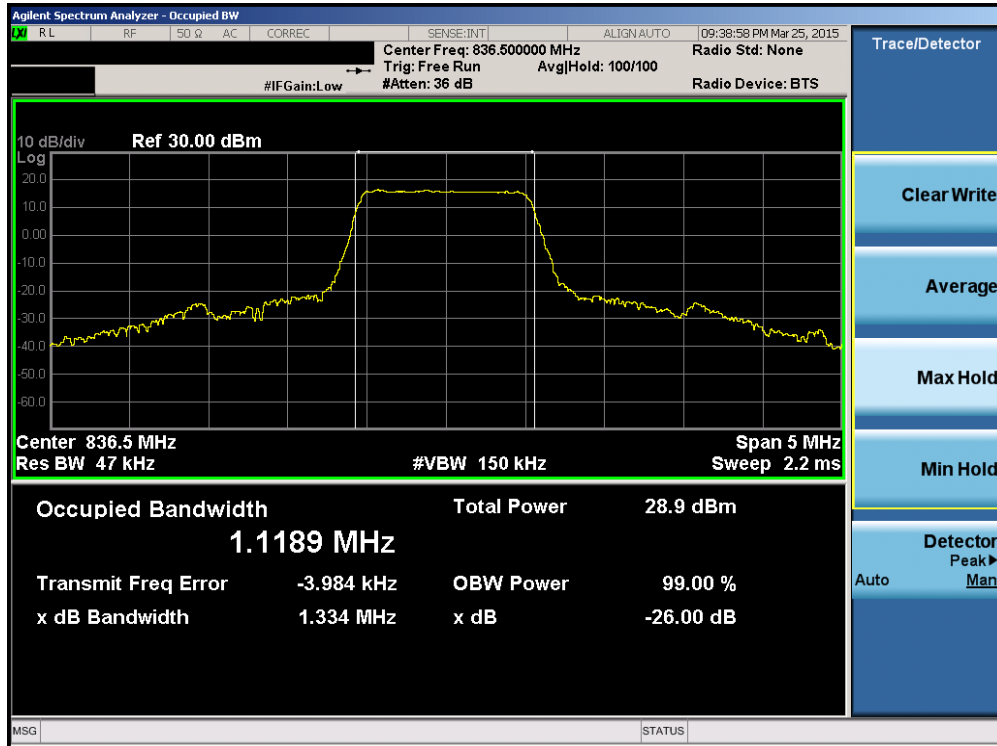 Agilent Spectrum Analyzer - Occupied BW
LXI RL RF 50 Ω AC CORREC SENSE:INT ALIGN AUTO 09:38:58 PM Mar 25, 2015
Center Freq: 836.500000 MHz Radio Std: None
Trig: Free Run Avg|Hold: 100/100
#IFGain:Low #Atten: 36 dB Radio Device: BTS
10 dB/div Ref 30.00 dBm
Log
20.0
10.0
0.00
-10.0
-20.0
-30.0
-40.0
-50.0
-60.0
Center 836.5 MHz Span 5 MHz
Res BW 47 kHz #VBW 150 kHz Sweep 2.2 ms
Occupied Bandwidth Total Power 28.9 dBm
1.1189 MHz
Transmit Freq Error -3.984 kHz OBW Power 99.00 %
x dB Bandwidth 1.334 MHz x dB -26.00 dB
MSG STATUS
Trace/Detector
Clear Write
Average
Max Hold
Min Hold
Detector
Peak▶
Auto Man